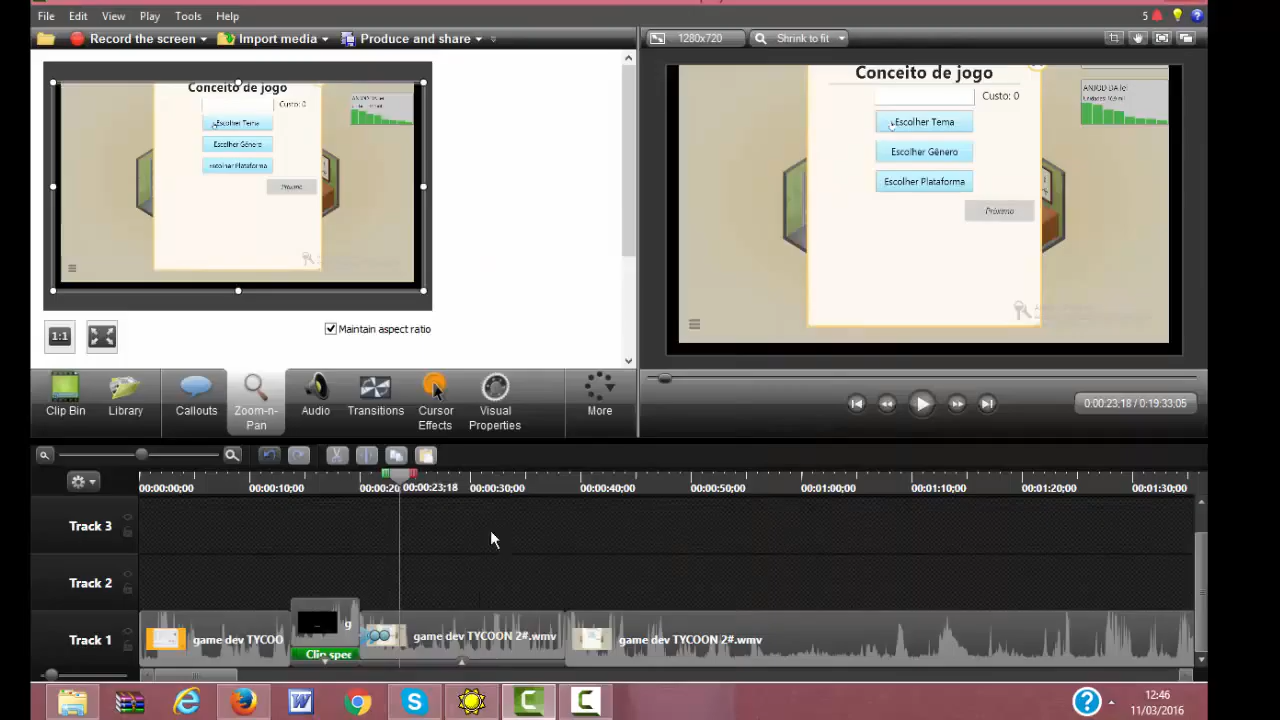 File Edit View Play Tools Help
5
Record the screen Import media Produce and share
1280x720 Shrink to fit
Conceito de jogo
Custo: 0
Escolher Tema
Escolher Gênero
Escolher Plataforma
Próximo
1:1
Maintain aspect ratio
Conceito de jogo
Custo: 0
Escolher Tema
Escolher Gênero
Escolher Plataforma
Próximo
Clip Bin Library Callouts Zoom-n-Pan Audio Transitions Cursor Effects Visual Properties More
0:00:23;18 / 0:19:33;05
00:00:00;00 00:00:10;00 00:00:20 00:00:23;18 00:00:30;00 00:00:40;00 00:00:50;00 00:01:00;00 00:01:10;00 00:01:20;00 00:01:30;00
Track 3
Track 2
Track 1 game dev TYCOO g game dev TYCOON 2#.wmv game dev TYCOON 2#.wmv
Clip spee
12:46
11/03/2016